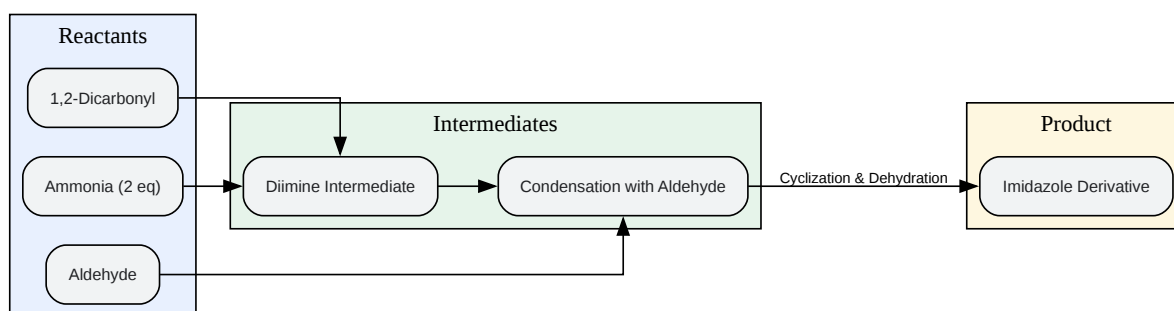 Reactants
1,2-Dicarbonyl
Ammonia (2 eq)
Aldehyde
Intermediates
Diimine Intermediate
Condensation with Aldehyde
Cyclization & Dehydration
Product
Imidazole Derivative